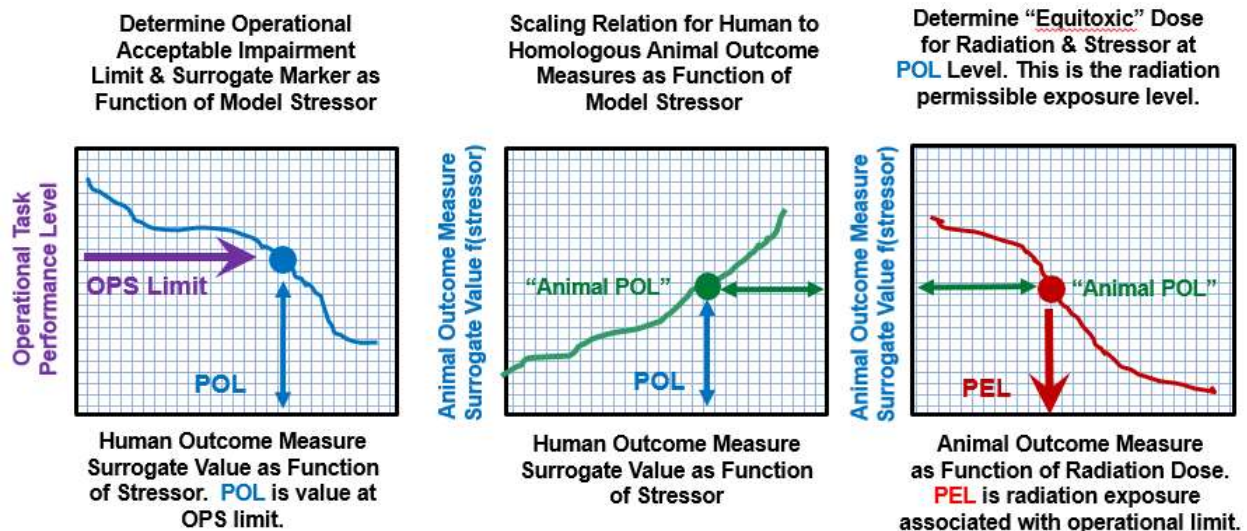 Determine Operational
Acceptable Impairment
Limit & Surrogate Marker as
Function of Model Stressor
Operational Task
Performance Level
OPS Limit
POL
Human Outcome Measure
Surrogate Value as Function
of Stressor. POL is value at
OPS limit.
Scaling Relation for Human to
Homologous Animal Outcome
Measures as Function of
Model Stressor
Animal Outcome Measure
Surrogate Value f(stressor)
"Animal POL"
POL
Human Outcome Measure
Surrogate Value as Function
of Stressor
Determine “Equitoxic” Dose
for Radiation & Stressor at
POL Level. This is the radiation
permissible exposure level.
Animal Outcome Measure
Surrogate Value f(stressor)
"Animal POL"
PEL
Animal Outcome Measure
as Function of Radiation Dose.
PEL is radiation exposure
associated with operational limit.